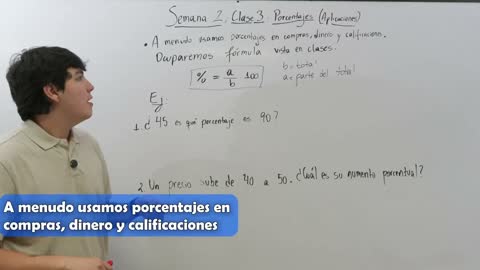 Semana 2, Clase 3 Porcentajes (Aplicaciones)
• A menudo usamos porcentajes en compras, dinero y calificaciones.
Ocuparemos fórmula vista en clases.
% = a/b 100
b = total
a = parte del total
Ej:
1. ¿45 es qué porcentaje es 90?
2. Un precio sube de 40 a 50. ¿Cuál es su aumento porcentual?
A menudo usamos porcentajes en
compras, dinero y calificaciones